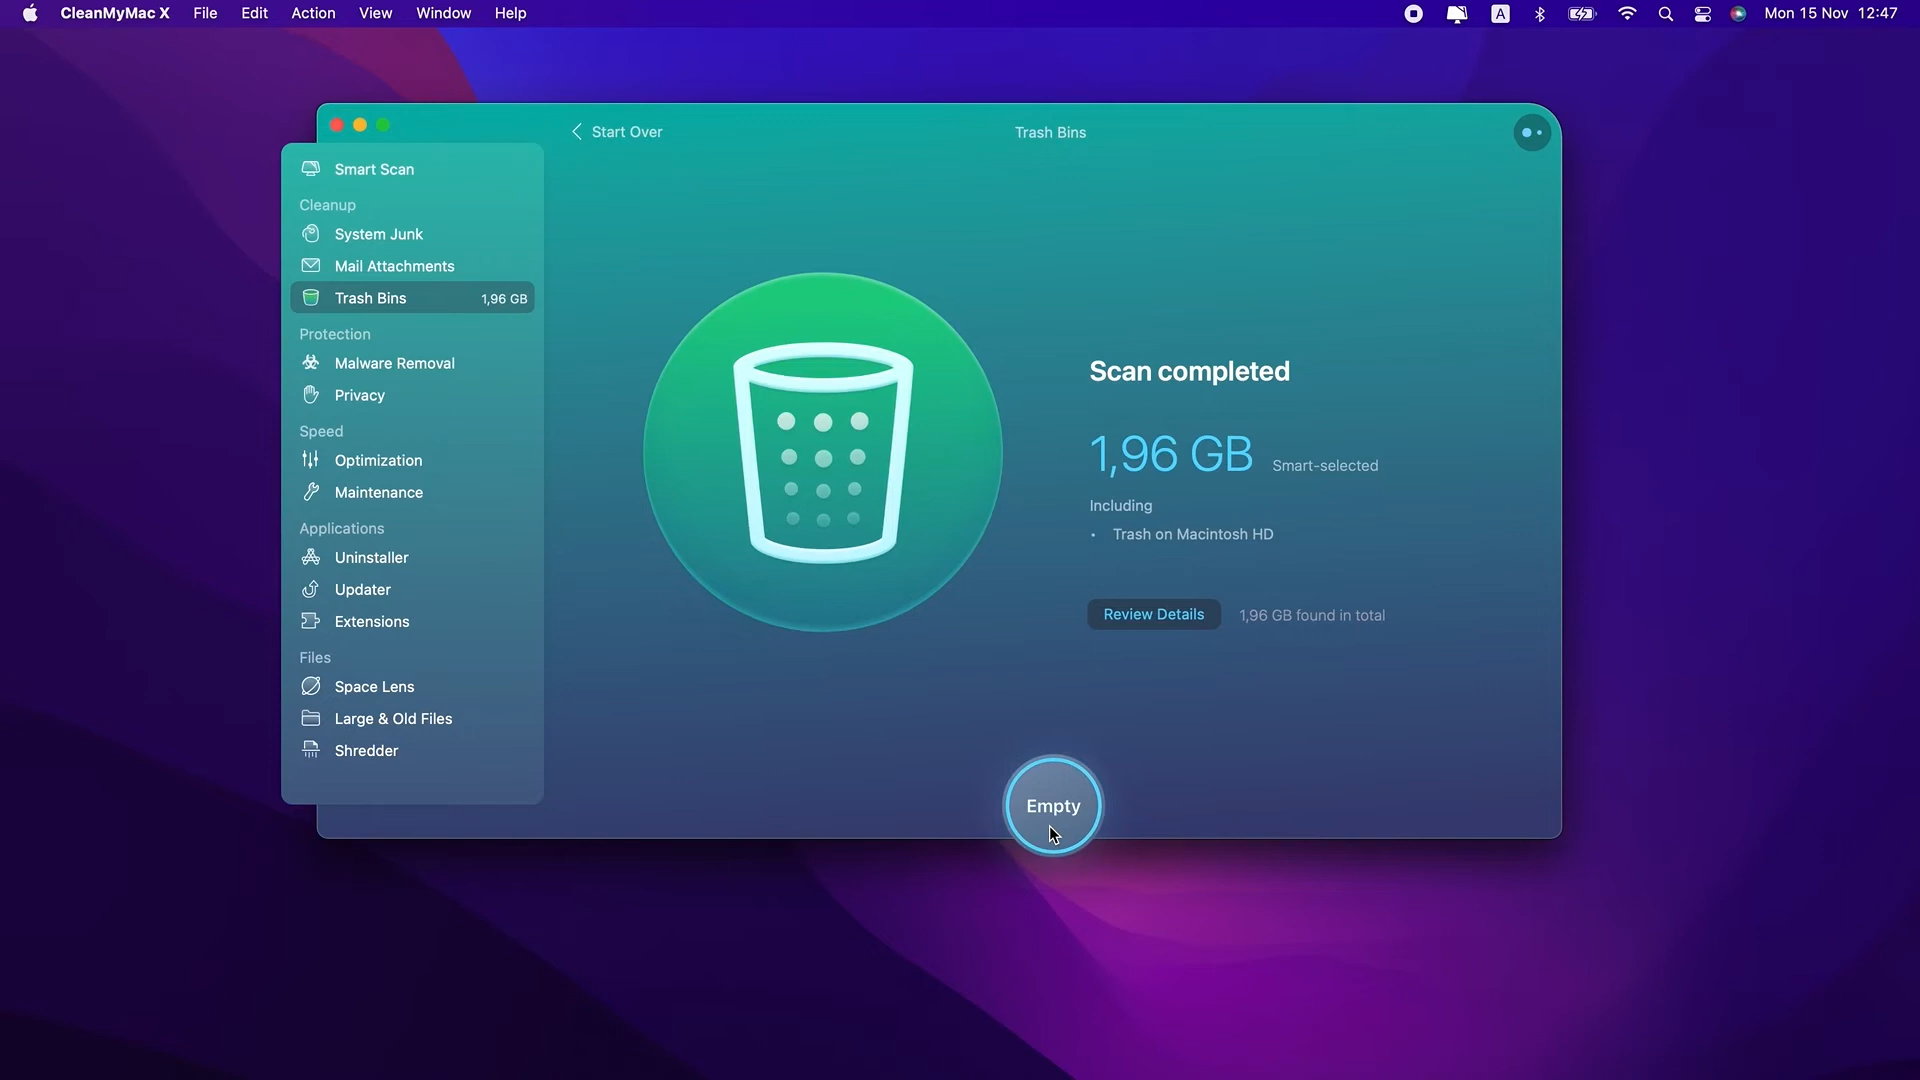 CleanMyMac X File Edit Action View Window Help A Mon 15 Nov 12:47
Start Over Trash Bins
Smart Scan
Cleanup
System Junk
Mail Attachments
Trash Bins 1,96 GB
Protection
Malware Removal
Privacy
Speed
Optimization
Maintenance
Applications
Uninstaller
Updater
Extensions
Files
Space Lens
Large & Old Files
Shredder
Scan completed
1,96 GB Smart-selected
Including
• Trash on Macintosh HD
Review Details 1,96 GB found in total
Empty